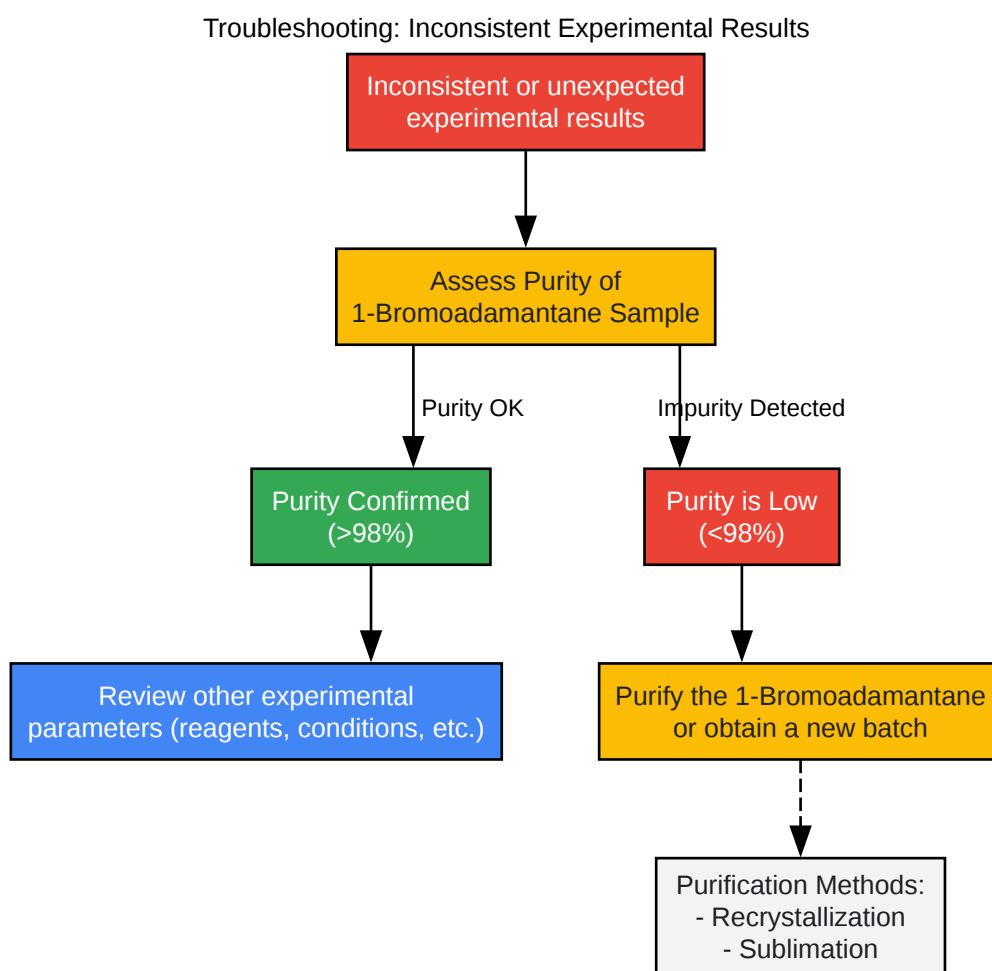 Troubleshooting: Inconsistent Experimental Results
Inconsistent or unexpected
experimental results
Assess Purity of
1-Bromoadamantane Sample
Purity OK
Impurity Detected
Purity Confirmed
(>98%)
Purity is Low
(<98%)
Review other experimental
parameters (reagents, conditions, etc.)
Purify the 1-Bromoadamantane
or obtain a new batch
Purification Methods:
- Recrystallization
- Sublimation